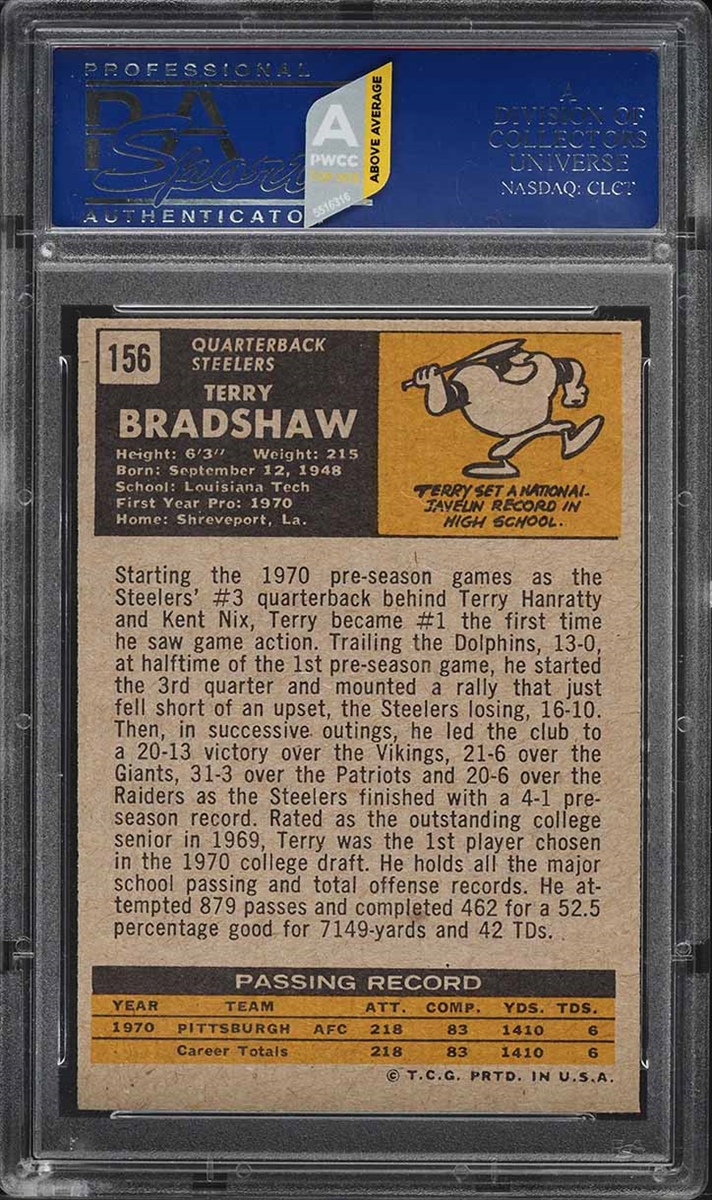 PROFESSIONAL
PSA
Sports
AUTHENTICATO
A
PWCC
ABOVE AVERAGE
5516316
A
DIVISION OF
COLLECTORS
UNIVERSE
NASDAQ: CLCT
156
QUARTERBACK
STEELERS
TERRY
BRADSHAW
Height: 6'3" Weight: 215
Born: September 12, 1948
School: Louisiana Tech
First Year Pro: 1970
Home: Shreveport, La.
TERRY SET A NATIONAL
JAVELIN RECORD IN
HIGH SCHOOL.
Starting the 1970 pre-season games as the
Steelers' #3 quarterback behind Terry Hanratty
and Kent Nix, Terry became #1 the first time
he saw game action. Trailing the Dolphins, 13-0,
at halftime of the 1st pre-season game, he started
the 3rd quarter and mounted a rally that just
fell short of an upset, the Steelers losing, 16-10.
Then, in successive outings, he led the club to
a 20-13 victory over the Vikings, 21-6 over the
Giants, 31-3 over the Patriots and 20-6 over the
Raiders as the Steelers finished with a 4-1 pre-
season record. Rated as the outstanding college
senior in 1969, Terry was the 1st player chosen
in the 1970 college draft. He holds all the major
school passing and total offense records. He at-
tempted 879 passes and completed 462 for a 52.5
percentage good for 7149-yards and 42 TDs.
PASSING RECORD
YEAR TEAM ATT. COMP. YDS. TDS.
1970 PITTSBURGH AFC 218 83 1410 6
Career Totals 218 83 1410 6
© T.C.G. PRTD. IN U.S.A.